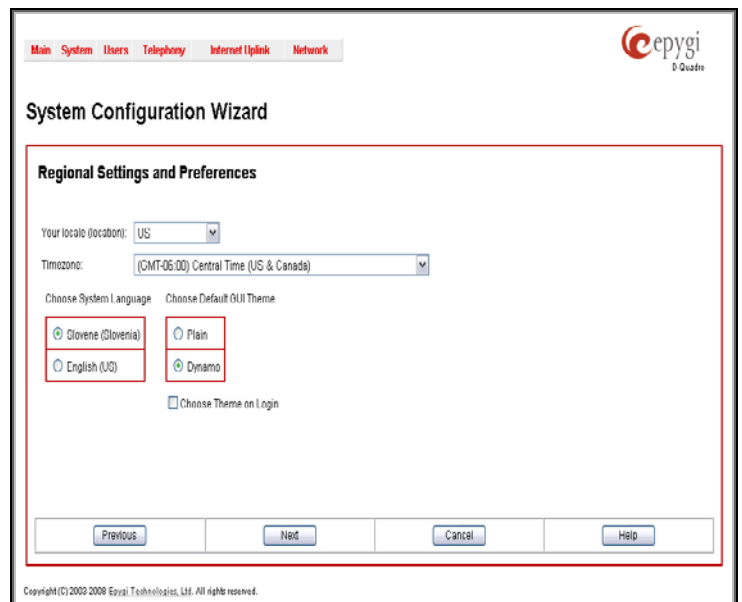 Main System Users Telephony Internet Uplink Network
epygi
D-Quadro
System Configuration Wizard
Regional Settings and Preferences
Your locale (location): US
Timezone: (GMT-06:00) Central Time (US & Canada)
Choose System Language Choose Default GUI Theme
Slovene (Slovenia) Plain
English (US) Dynamo
Choose Theme on Login
Previous Next Cancel Help
Copyright (C) 2003 2008 Epygi Technologies, Ltd. All rights reserved.